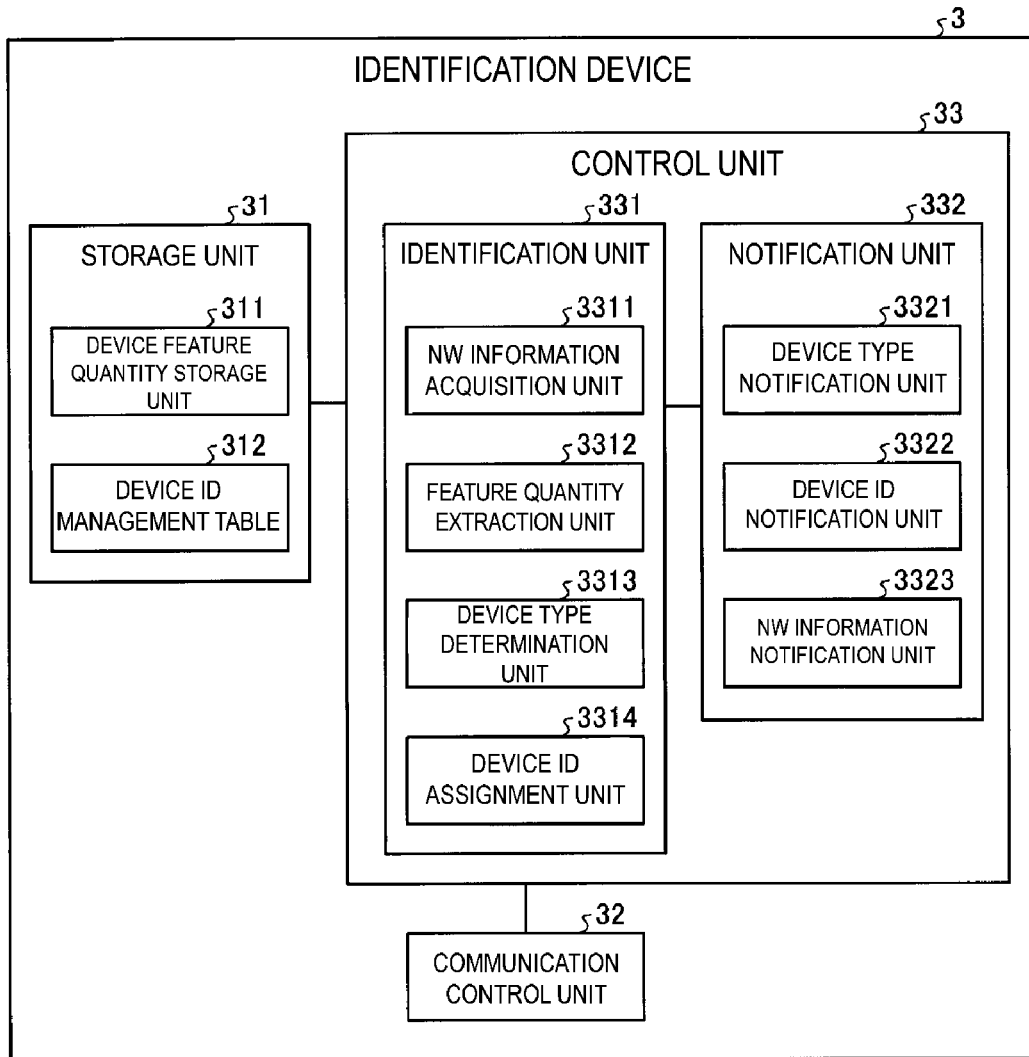 3
IDENTIFICATION DEVICE
33
CONTROL UNIT
31
STORAGE UNIT
311
DEVICE FEATURE
QUANTITY STORAGE
UNIT
312
DEVICE ID
MANAGEMENT TABLE
331
IDENTIFICATION UNIT
3311
NW INFORMATION
ACQUISITION UNIT
3312
FEATURE QUANTITY
EXTRACTION UNIT
3313
DEVICE TYPE
DETERMINATION
UNIT
3314
DEVICE ID
ASSIGNMENT UNIT
332
NOTIFICATION UNIT
3321
DEVICE TYPE
NOTIFICATION UNIT
3322
DEVICE ID
NOTIFICATION UNIT
3323
NW INFORMATION
NOTIFICATION UNIT
32
COMMUNICATION
CONTROL UNIT